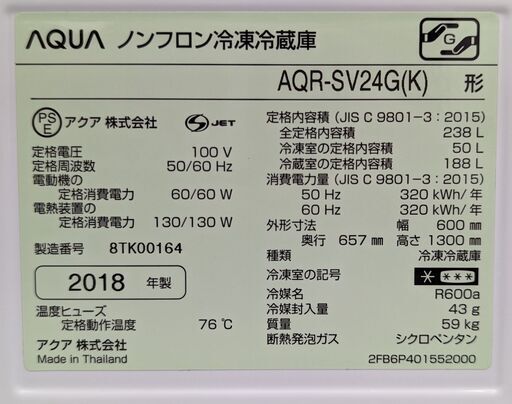 AQUA ノンフロン冷凍冷蔵庫
G
AQR-SV24G(K) 形
PS E アクア 株式会社 S JET
定格電圧 100 V
定格周波数 50/60 Hz
電動機の
定格消費電力 60/60 W
電熱装置の
定格消費電力 130/130 W
製造番号 8TK00164
2018 年製
温度ヒューズ
定格動作温度 76 ℃
アクア 株式会社
Made in Thailand
定格内容積 (JIS C 9801-3 : 2015)
全定格内容積 238 L
冷凍室の定格内容積 50 L
冷蔵室の定格内容積 188 L
消費電力量 (JIS C 9801-3 : 2015)
50 Hz 320 kWh/年
60 Hz 320 kWh/年
外形寸法 幅 600 ㎜
奥行 657 ㎜ 高さ 1300 ㎜
種類 冷凍冷蔵庫
冷凍室の記号 * ***
冷媒名 R600a
冷媒封入量 43 g
質量 59 kg
断熱発泡ガス シクロペンタン
2FB6P401552000